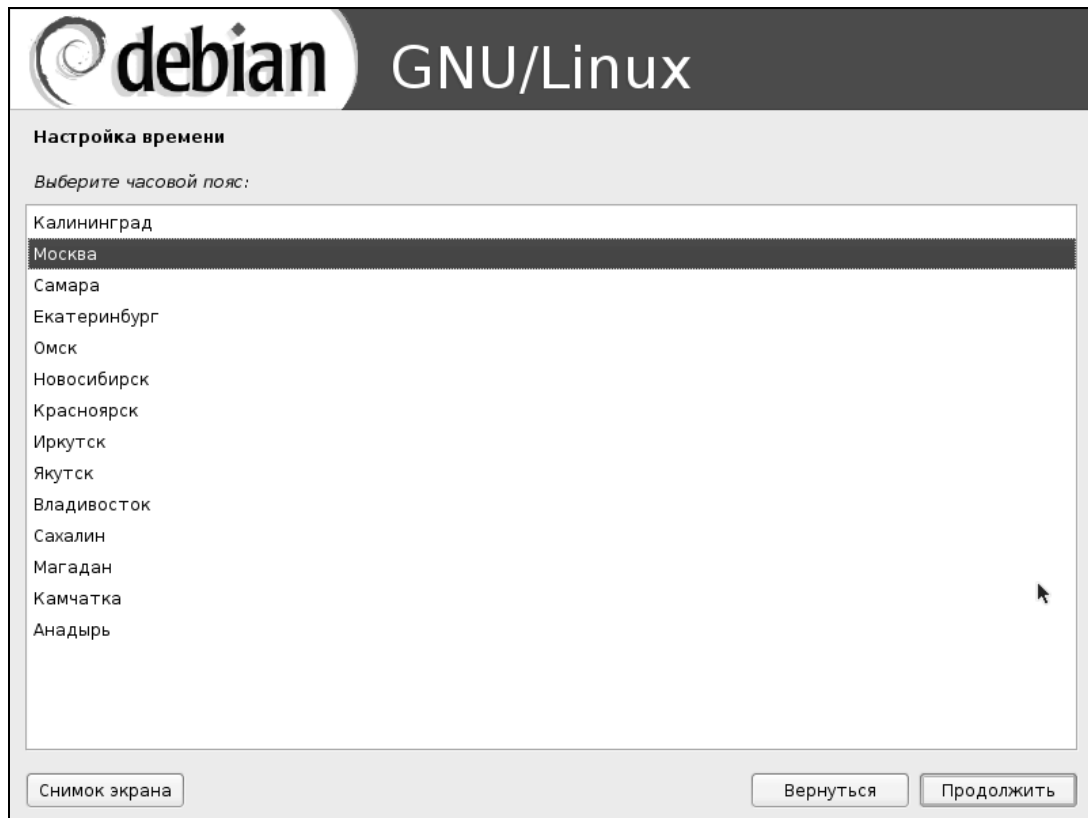 debian GNU/Linux
Настройка времени
Выберите часовой пояс:
Калининград
Москва
Самара
Екатеринбург
Омск
Новосибирск
Красноярск
Иркутск
Якутск
Владивосток
Сахалин
Магадан
Камчатка
Анадырь
Снимок экрана Вернуться Продолжить